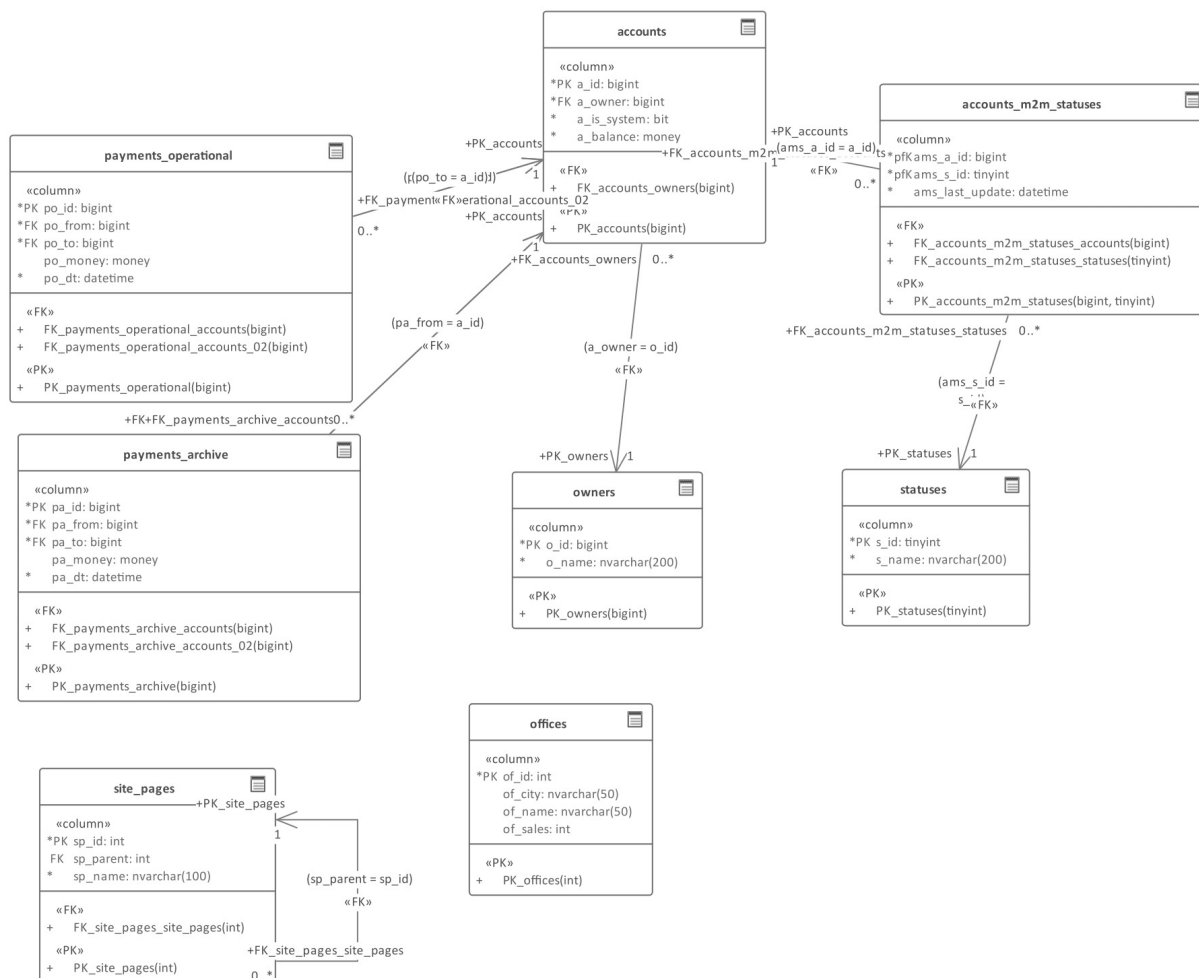 accounts
«column»
*PK a_id: bigint
*FK a_owner: bigint
* a_is_system: bit
* a_balance: money
«FK»
+ FK_accounts_owners(bigint)
«PK»
+ PK_accounts(bigint)
accounts_m2m_statuses
«column»
*pfK ams_a_id: bigint
*pfK ams_s_id: tinyint
* ams_last_update: datetime
«FK»
+ FK_accounts_m2m_statuses_accounts(bigint)
+ FK_accounts_m2m_statuses_statuses(tinyint)
«PK»
+ PK_accounts_m2m_statuses(bigint, tinyint)
+PK_accounts
(ams_a_id = a_id)
1
«FK»
0..*
payments_operational
«column»
*PK po_id: bigint
*FK po_from: bigint
*FK po_to: bigint
po_money: money
* po_dt: datetime
«FK»
+ FK_payments_operational_accounts(bigint)
+ FK_payments_operational_accounts_02(bigint)
«PK»
+ PK_payments_operational(bigint)
+PK_accounts
(po_to = a_id)
1
«FK»
0..*
+PK_accounts
1
(pa_from = a_id)
«FK»
+FK_payments_archive_accounts
0..*
payments_archive
«column»
*PK pa_id: bigint
*FK pa_from: bigint
*FK pa_to: bigint
pa_money: money
* pa_dt: datetime
«FK»
+ FK_payments_archive_accounts(bigint)
+ FK_payments_archive_accounts_02(bigint)
«PK»
+ PK_payments_archive(bigint)
+FK_accounts_owners 0..*
(a_owner = o_id)
«FK»
+PK_owners 1
owners
«column»
*PK o_id: bigint
* o_name: nvarchar(200)
«PK»
+ PK_owners(bigint)
+FK_accounts_m2m_statuses_statuses 0..*
(ams_s_id =
«FK»
+PK_statuses 1
statuses
«column»
*PK s_id: tinyint
* s_name: nvarchar(200)
«PK»
+ PK_statuses(tinyint)
offices
«column»
*PK of_id: int
of_city: nvarchar(50)
of_name: nvarchar(50)
of_sales: int
«PK»
+ PK_offices(int)
site_pages
+PK_site_pages
«column»
1
*PK sp_id: int
FK sp_parent: int
* sp_name: nvarchar(100)
(sp_parent = sp_id)
«FK»
«FK»
+ FK_site_pages_site_pages(int)
«PK»
+FK_site_pages_site_pages
+ PK_site_pages(int)
0..*